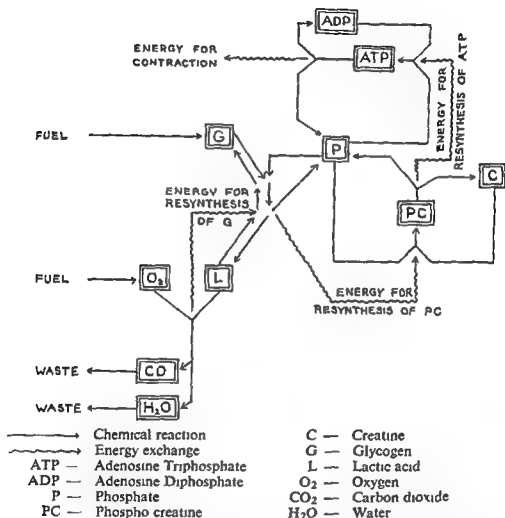 ADP
ENERGY FOR
CONTRACTION
ATP
ENERGY FOR
RESYNTHESIS OF ATP
FUEL
G
P
C
ENERGY FOR
RESYNTHESIS
OF G
PC
FUEL
O₂
L
ENERGY FOR
RESYNTHESIS OF PC
WASTE
CO
WASTE
H₂O
Chemical reaction
Energy exchange
ATP — Adenosine Triphosphate
ADP — Adenosine Diphosphate
P — Phosphate
PC — Phospho creatine
C — Creatine
G — Glycogen
L — Lactic acid
O₂ — Oxygen
CO₂ — Carbon dioxide
H₂O — Water